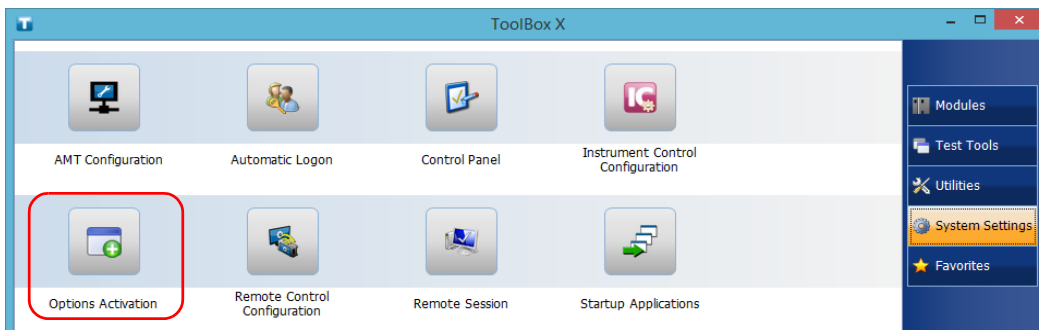 T
ToolBox X
AMT Configuration
Automatic Logon
Control Panel
IC
Instrument Control
Configuration
Options Activation
Remote Control
Configuration
Remote Session
Startup Applications
Modules
Test Tools
Utilities
System Settings
Favorites